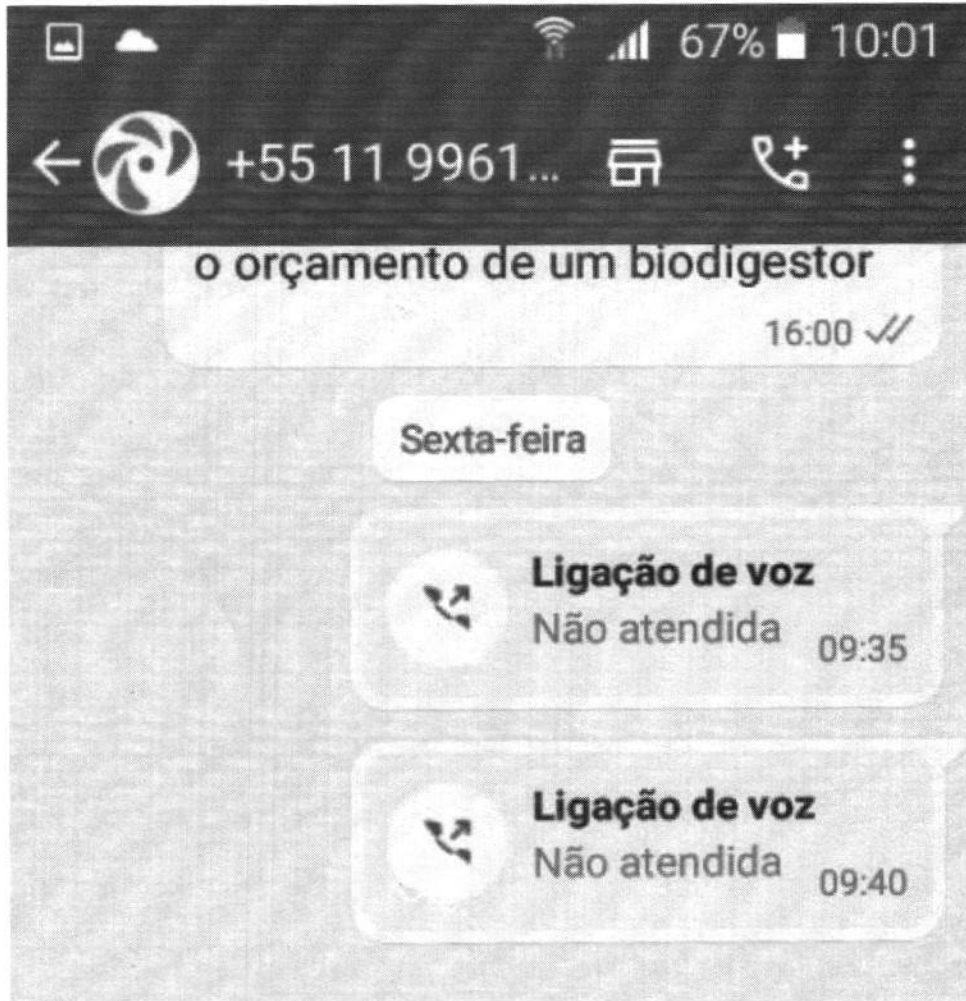 67% 10:01
+55 11 9961...
o orçamento de um biodigestor
16:00
Sexta-feira
Ligação de voz
Não atendida 09:35
Ligação de voz
Não atendida 09:40